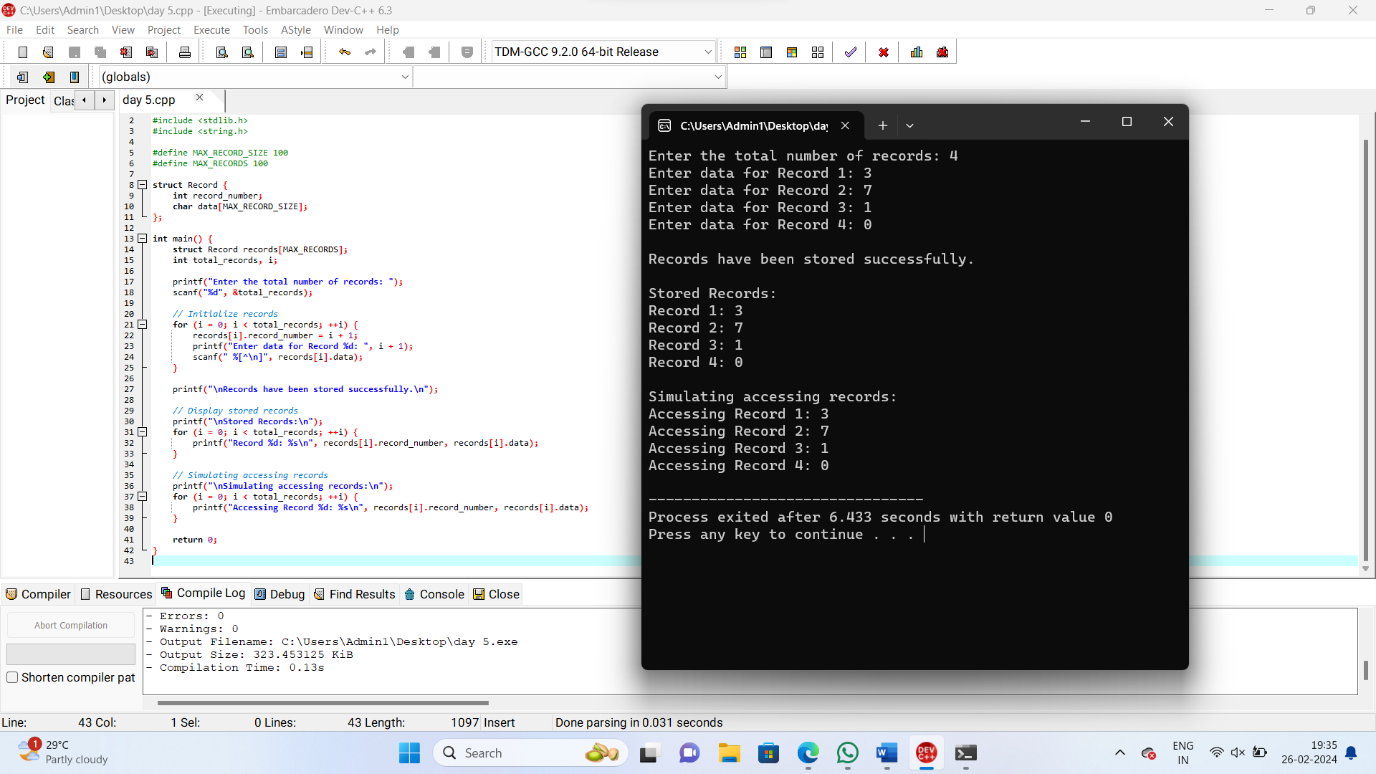 C:\Users\Admin1\Desktop\day 5.cpp - [Executing] - Embarcadero Dev-C++ 6.3
File Edit Search View Project Execute Tools AStyle Window Help
TDM-GCC 9.2.0 64-bit Release
(globals)
Project Clas day 5.cpp
2 #include <stdlib.h>
3 #include <string.h>
4
5 #define MAX_RECORD_SIZE 100
6 #define MAX_RECORDS 100
7
8 struct Record {
9 int record_number;
10 char data[MAX_RECORD_SIZE];
11 };
12
13 int main() {
14 struct Record records[MAX_RECORDS];
15 int total_records, i;
16
17 printf("Enter the total number of records: ");
18 scanf("%d", &total_records);
19
20 // Initialize records
21 for (i = 0; i < total_records; ++i) {
22 records[i].record_number = i + 1;
23 printf("Enter data for Record %d: ", i + 1);
24 scanf(" %[^\n]", records[i].data);
25 }
26
27 printf("\nRecords have been stored successfully.\n");
28
29 // Display stored records
30 printf("\nStored Records:\n");
31 for (i = 0; i < total_records; ++i) {
32 printf("Record %d: %s\n", records[i].record_number, records[i].data);
33 }
34
35 // Simulating accessing records
36 printf("\nSimulating accessing records:\n");
37 for (i = 0; i < total_records; ++i) {
38 printf("Accessing Record %d: %s\n", records[i].record_number, records[i].data);
39 }
40
41 return 0;
42 }
43
C:\Users\Admin1\Desktop\day
Enter the total number of records: 4
Enter data for Record 1: 3
Enter data for Record 2: 7
Enter data for Record 3: 1
Enter data for Record 4: 0
Records have been stored successfully.
Stored Records:
Record 1: 3
Record 2: 7
Record 3: 1
Record 4: 0
Simulating accessing records:
Accessing Record 1: 3
Accessing Record 2: 7
Accessing Record 3: 1
Accessing Record 4: 0
--------------------------------
Process exited after 6.433 seconds with return value 0
Press any key to continue . . .
Compiler Resources Compile Log Debug Find Results Console Close
Abort Compilation
Shorten compiler pat
- Errors: 0
- Warnings: 0
- Output Filename: C:\Users\Admin1\Desktop\day 5.exe
- Output Size: 323.453125 KiB
- Compilation Time: 0.13s
Line: 43 Col: 1 Sel: 0 Lines: 43 Length: 1097 Insert Done parsing in 0.031 seconds
1 29°C
Partly cloudy
Search
DEV C++
ENG
IN
19:35
26-02-2024